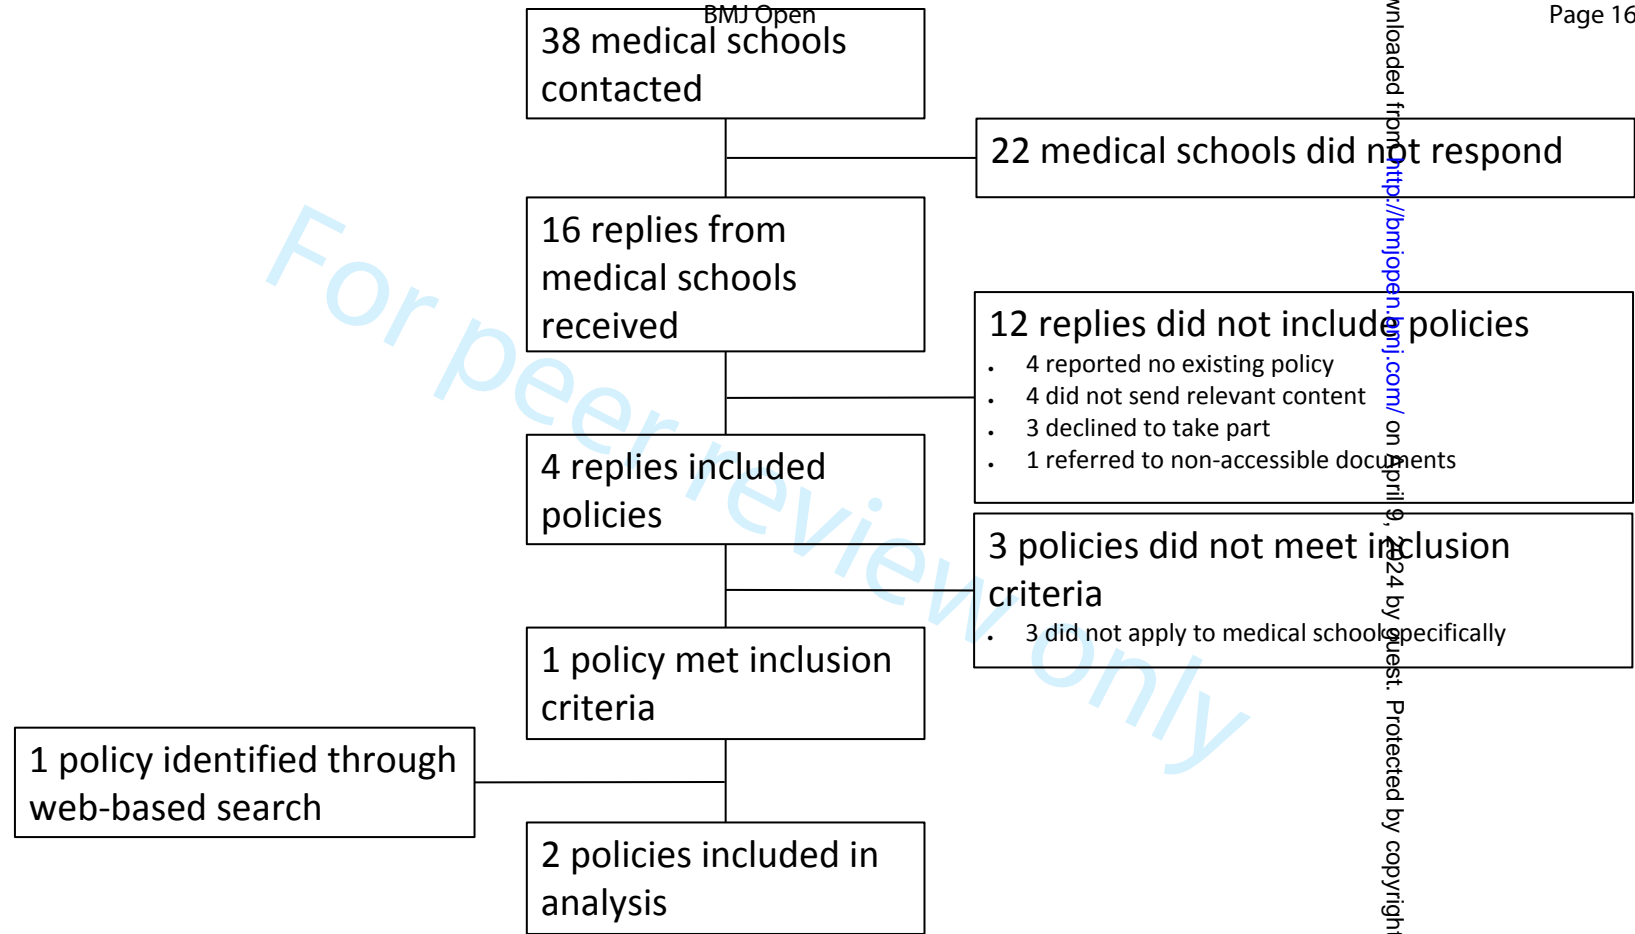 BMJ Open
Page 16
38 medical schools
contacted
22 medical schools did not respond
16 replies from
medical schools
received
12 replies did not include policies
. 4 reported no existing policy
. 4 did not send relevant content
. 3 declined to take part
. 1 referred to non-accessible documents
4 replies included
policies
3 policies did not meet inclusion
criteria
. 3 did not apply to medical school specifically
1 policy met inclusion
criteria
1 policy identified through
web-based search
2 policies included in
analysis
For peer review only
wnloaded from http://bmjopen.bmj.com/ on April 9, 2024 by guest. Protected by copyright